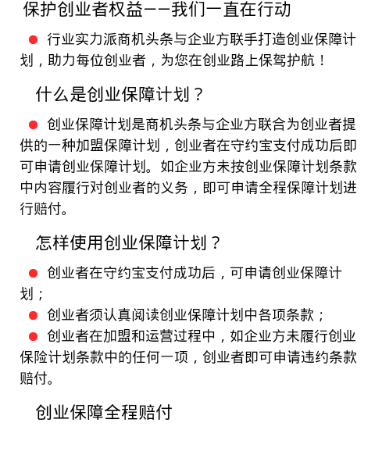 保护创业者权益——我们一直在行动
行业实力派商机头条与企业方联手打造创业保障计
划，助力每位创业者，为您在创业路上保驾护航！
什么是创业保障计划？
创业保障计划是商机头条与企业方联合为创业者提
供的一种加盟保障计划，创业者在守约宝支付成功后即
可申请创业保障计划。如企业方未按创业保障计划条款
中内容履行对创业者的义务，即可申请全程保障计划进
行赔付。
怎样使用创业保障计划？
创业者在守约宝支付成功后，可申请创业保障计
划；
创业者须认真阅读创业保障计划中各项条款；
创业者在加盟和运营过程中，如企业方未履行创业
保险计划条款中的任何一项，创业者即可申请违约条款
赔付。
创业保障全程赔付